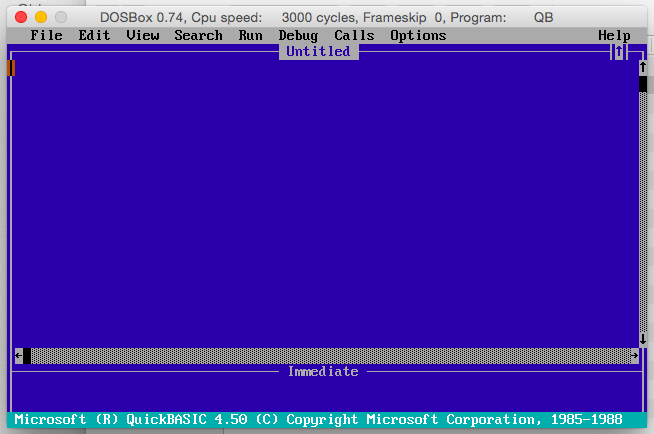 DOSBox 0.74, Cpu speed: 3000 cycles, Frameskip 0, Program: QB
File Edit View Search Run Debug Calls Options Help
Untitled
Immediate
Microsoft (R) QuickBASIC 4.50 (C) Copyright Microsoft Corporation, 1985-1988